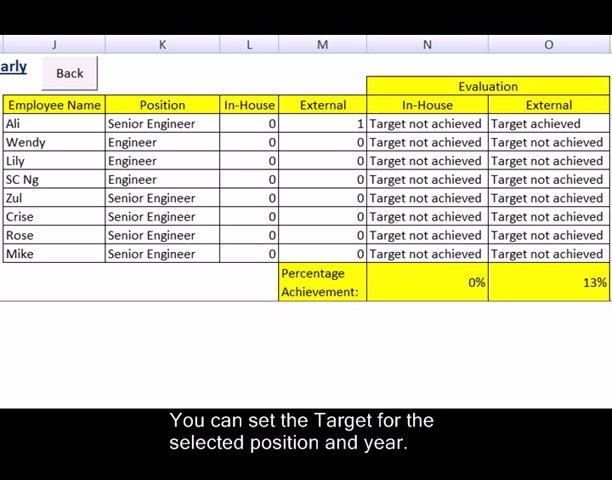 J K L M N O
arly Back
Evaluation
Employee Name Position In-House External In-House External
Ali Senior Engineer 0 1 Target not achieved Target achieved
Wendy Engineer 0 0 Target not achieved Target not achieved
Lily Engineer 0 0 Target not achieved Target not achieved
SC Ng Engineer 0 0 Target not achieved Target not achieved
Zul Senior Engineer 0 0 Target not achieved Target not achieved
Crise Senior Engineer 0 0 Target not achieved Target not achieved
Rose Senior Engineer 0 0 Target not achieved Target not achieved
Mike Senior Engineer 0 0 Target not achieved Target not achieved
Percentage
Achievement: 0% 13%
You can set the Target for the
selected position and year.